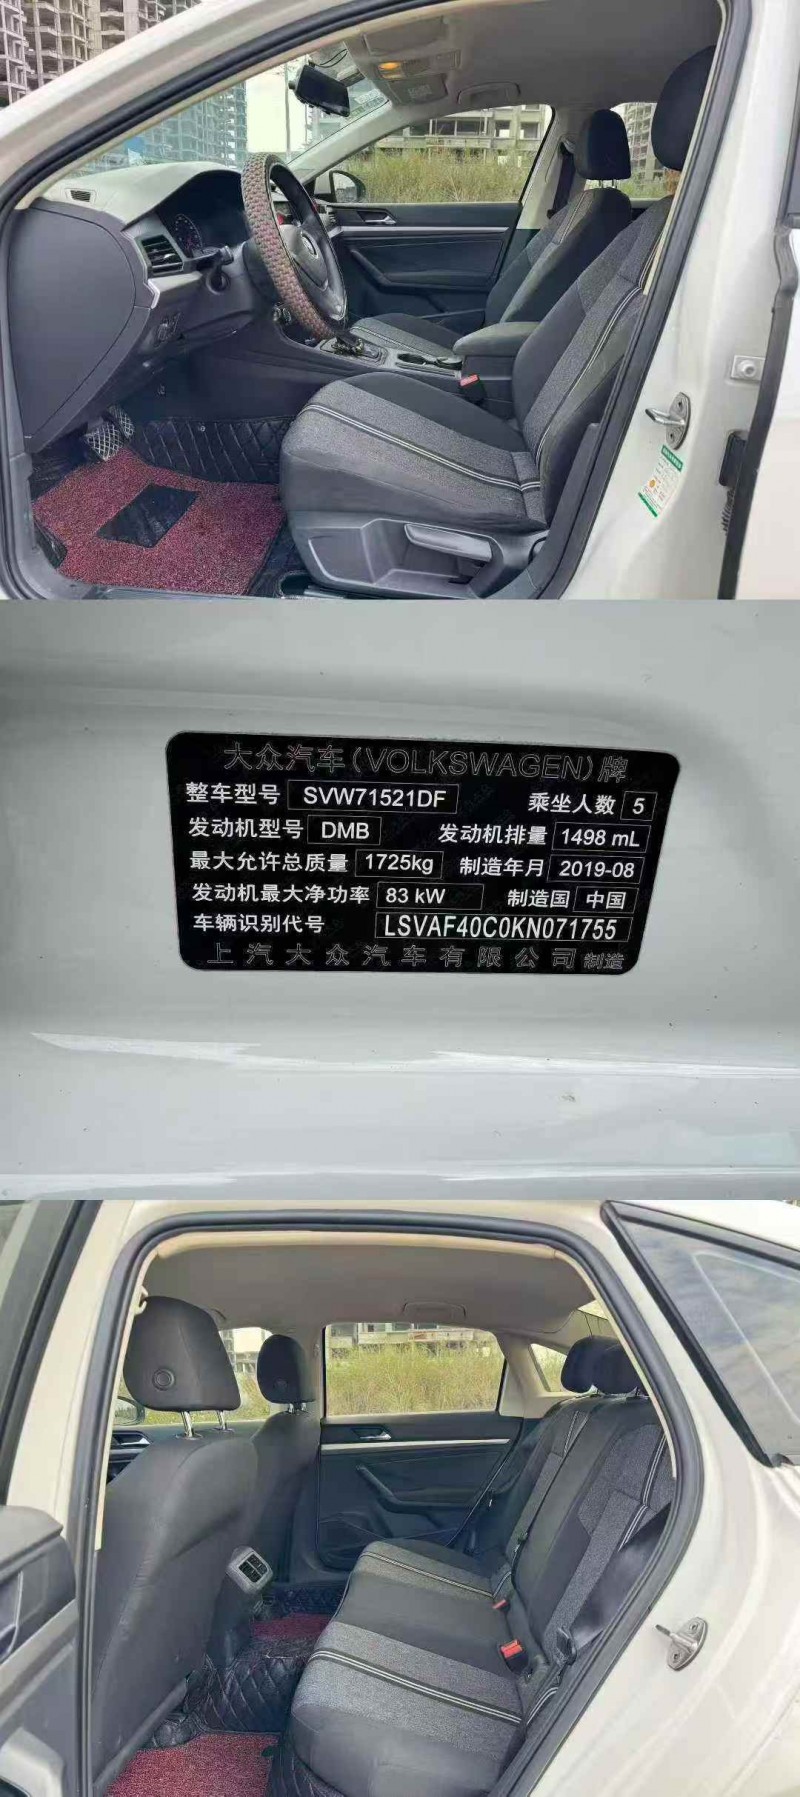 大众汽车(VOLKSWAGEN)牌
整车型号 SVW71521DF 乘坐人数 5
发动机型号 DMB 发动机排量 1498 mL
最大允许总质量 1725kg 制造年月 2019-08
发动机最大净功率 83 kW 制造国 中国
车辆识别代号 LSVAF40C0KN071755
上汽大众汽车有限公司 制造